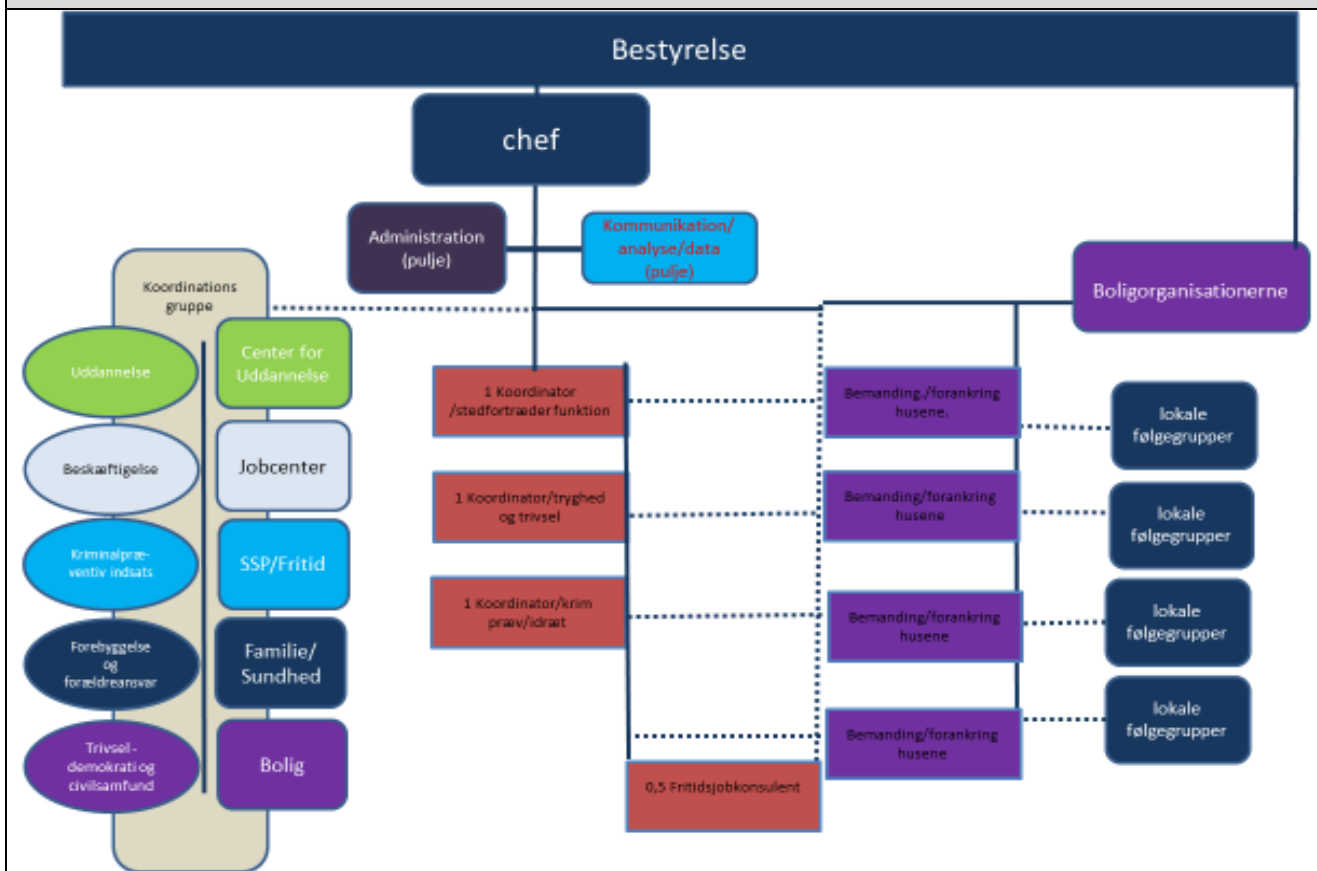 Bestyrelse
chef
Administration
(pulje)
Kommunikation/
analyse/data
(pulje)
Boligorganisationerne
Koordinations
gruppe
Uddannelse
Center for
Uddannelse
Beskæftigelse
Jobcenter
Kriminalpræ-
ventiv indsats
SSP/Fritid
Forebyggelse
og
forældreansvar
Familie/
Sundhed
Trivsel -
demokrati og
civilsamfund
Bolig
1 Koordinator
/stedfortræder funktion
1 Koordinator/tryghed
og trivsel
1 Koordinator/krim
præv/idræt
0,5 Fritidsjobkonsulent
Bemanding./forankring
husene.
Bemanding/forankring
husene
Bemanding/forankring
husene
Bemanding/forankring
husene
lokale
følgegrupper
lokale
følgegrupper
lokale
følgegrupper
lokale
følgegrupper